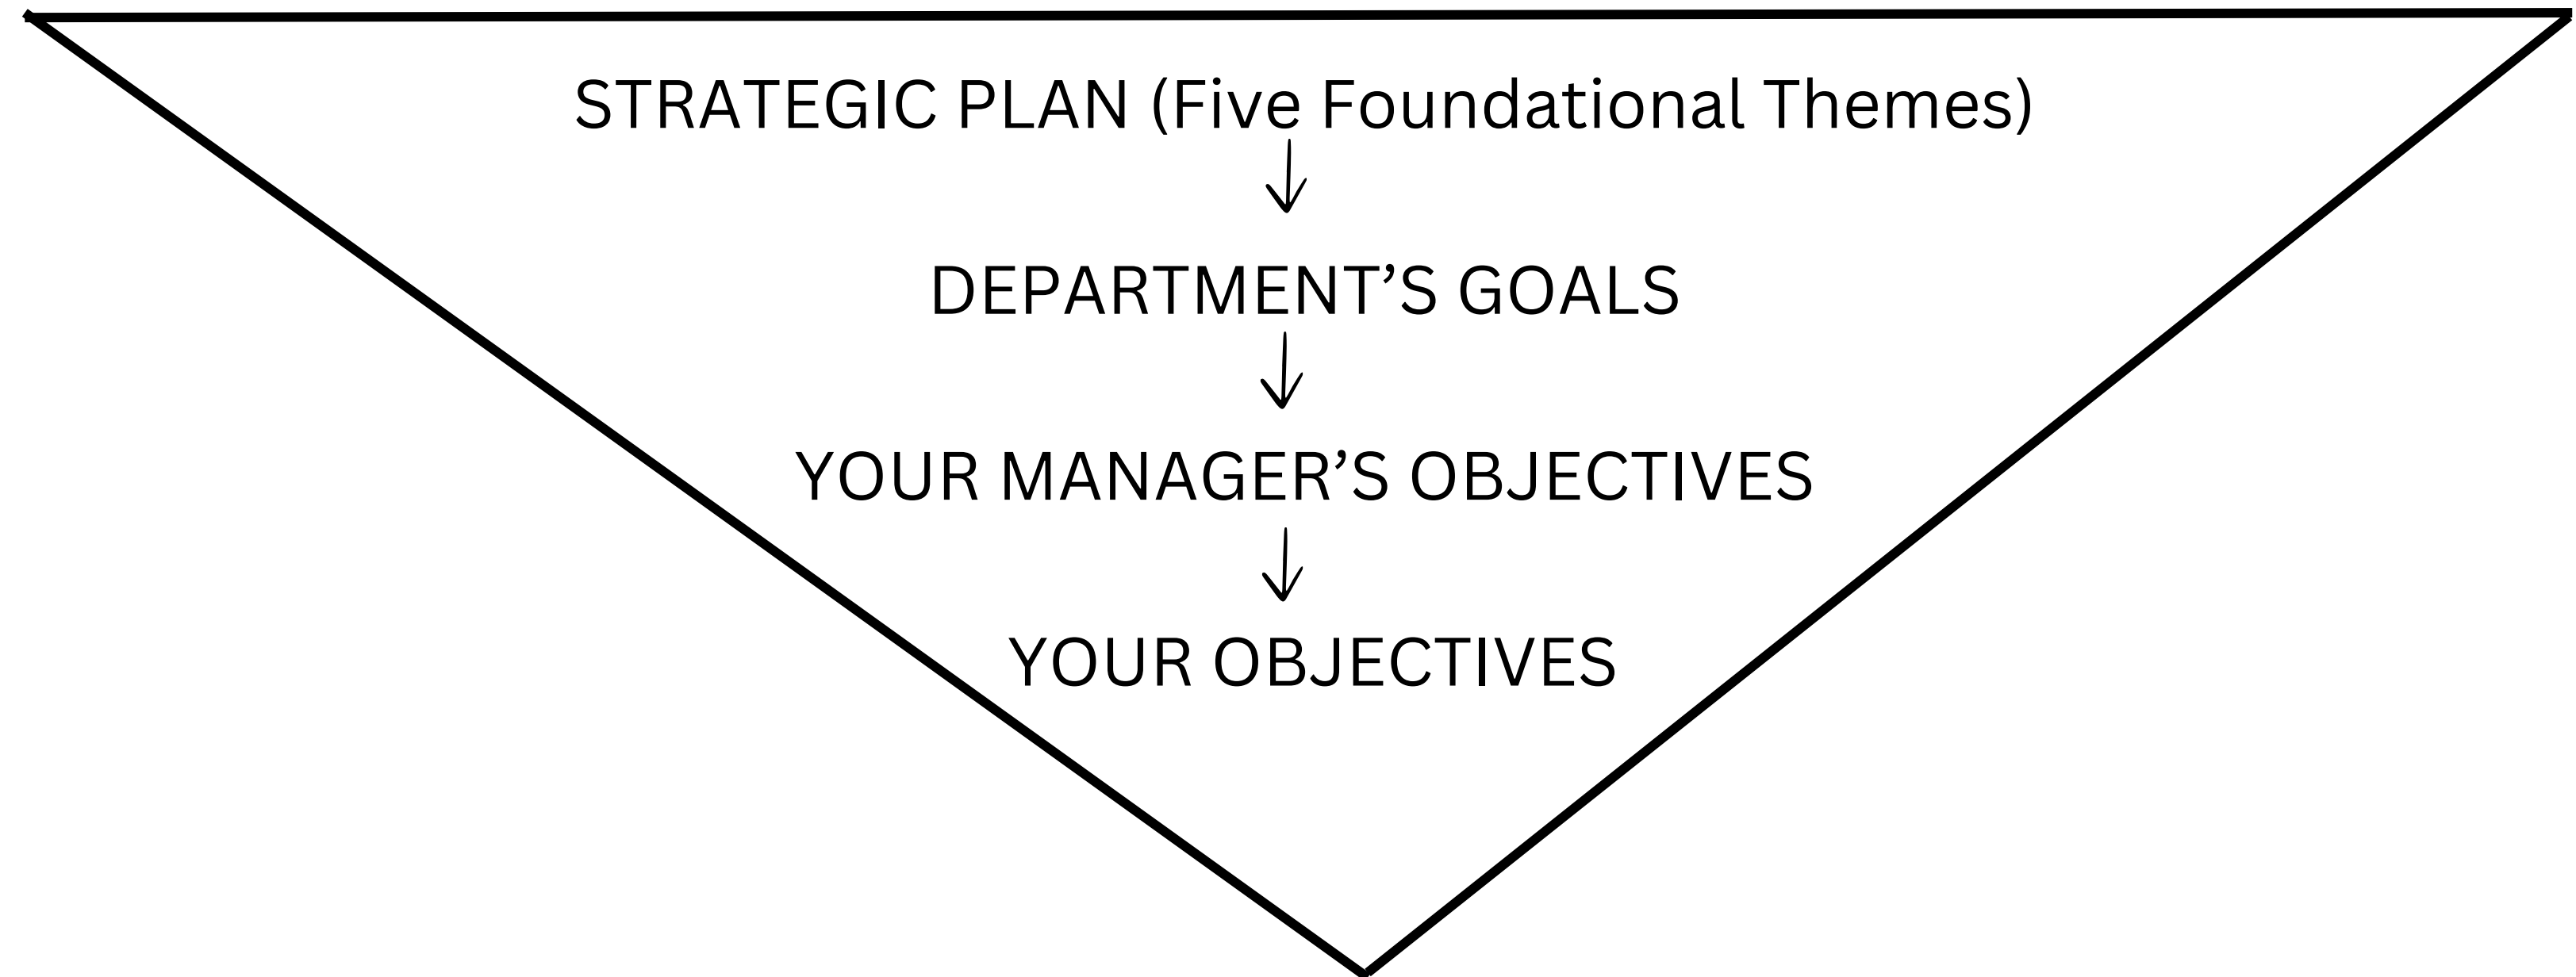 STRATEGIC PLAN (Five Foundational Themes)
DEPARTMENT’S GOALS
YOUR MANAGER’S OBJECTIVES
YOUR OBJECTIVES